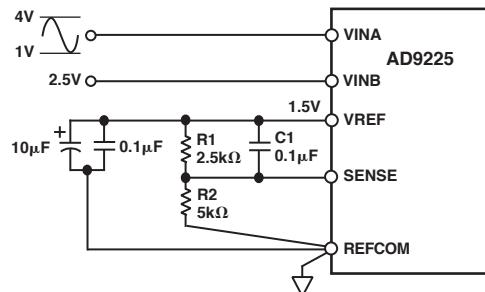 4V
1V
VINA
AD9225
2.5V
VINB
1.5V
VREF
10μF
+
0.1μF
R1
2.5kΩ
C1
0.1μF
SENSE
R2
5kΩ
REFCOM